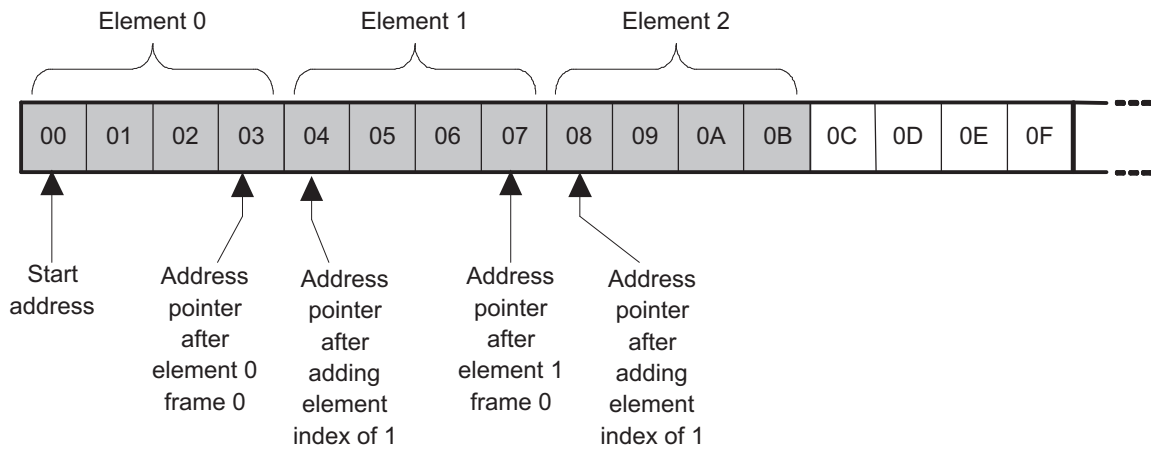 Element 0
Element 1
Element 2
00 01 02 03 04 05 06 07 08 09 0A 0B 0C 0D 0E 0F
Start
address
Address
pointer
after
element 0
frame 0
Address
pointer
after
adding
element
index of 1
Address
pointer
after
element 1
frame 0
Address
pointer
after
adding
element
index of 1